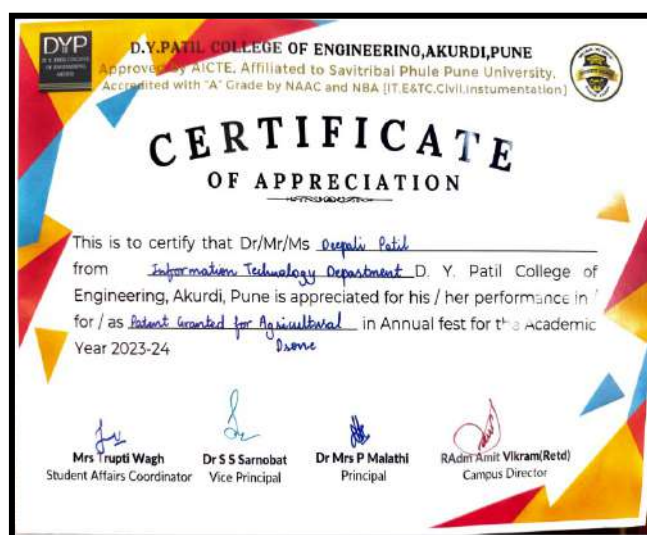 DYP
D.Y.PATIL COLLEGE OF ENGINEERING,AKURDI,PUNE
Approved by AICTE, Affiliated to Savitribai Phule Pune University.
Accredited with "A" Grade by NAAC and NBA [IT,E&TC,Civil,Instumentation]
CERTIFICATE
OF APPRECIATION
This is to certify that Dr/Mr/Ms Deepali Patil
from Information Technology Department D. Y. Patil College of
Engineering, Akurdi, Pune is appreciated for his / her performance in /
for / as Patent Granted for Agricultural in Annual fest for the Academic
Year 2023-24 Drone
Mrs Trupti Wagh Dr S S Sarnobat Dr Mrs P Malathi RAdm Amit Vikram(Retd)
Student Affairs Coordinator Vice Principal Principal Campus Director